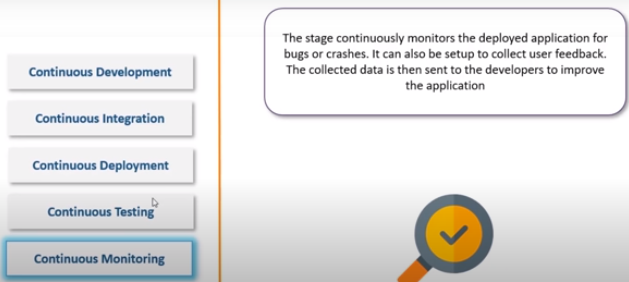 Continuous Development
Continuous Integration
Continuous Deployment
Continuous Testing
Continuous Monitoring
The stage continuously monitors the deployed application for
bugs or crashes. It can also be setup to collect user feedback.
The collected data is then sent to the developers to improve
the application